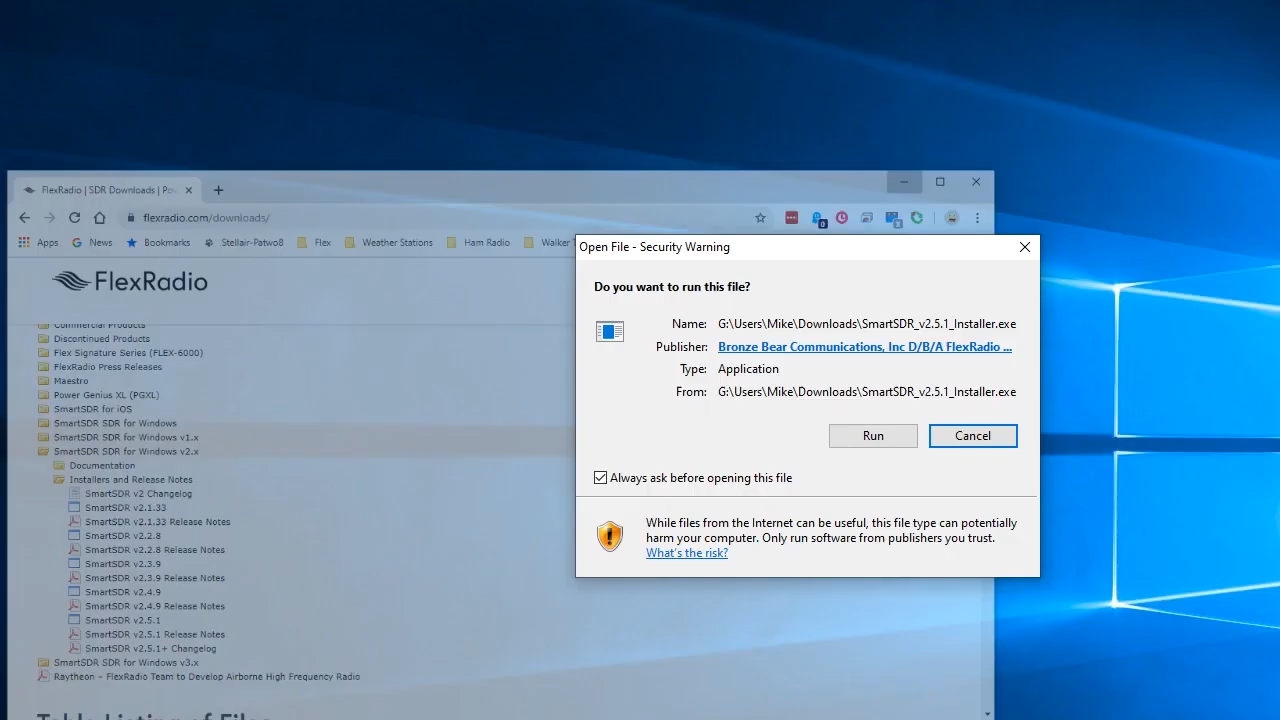 FlexRadio | SDR Downloads | Po
flexradio.com/downloads/
Apps News Bookmarks Stellair-Patwo8 Flex Weather Stations Ham Radio Walker
FlexRadio
Commercial Products
Discontinued Products
Flex Signature Series (FLEX-6000)
FlexRadio Press Releases
Maestro
Power Genius XL (PGXL)
SmartSDR for iOS
SmartSDR SDR for Windows
SmartSDR SDR for Windows v1.x
SmartSDR SDR for Windows v2.x
Documentation
Installers and Release Notes
SmartSDR v2 Changelog
SmartSDR v2.1.33
SmartSDR v2.1.33 Release Notes
SmartSDR v2.2.8
SmartSDR v2.2.8 Release Notes
SmartSDR v2.3.9
SmartSDR v2.3.9 Release Notes
SmartSDR v2.4.9
SmartSDR v2.4.9 Release Notes
SmartSDR v2.5.1
SmartSDR v2.5.1 Release Notes
SmartSDR v2.5.1+ Changelog
SmartSDR SDR for Windows v3.x
Raytheon – FlexRadio Team to Develop Airborne High Frequency Radio
Table Listing of Files
Open File - Security Warning
Do you want to run this file?
Name: G:\Users\Mike\Downloads\SmartSDR_v2.5.1_Installer.exe
Publisher: Bronze Bear Communications, Inc D/B/A FlexRadio ...
Type: Application
From: G:\Users\Mike\Downloads\SmartSDR_v2.5.1_Installer.exe
Run Cancel
Always ask before opening this file
While files from the Internet can be useful, this file type can potentially
harm your computer. Only run software from publishers you trust.
What's the risk?